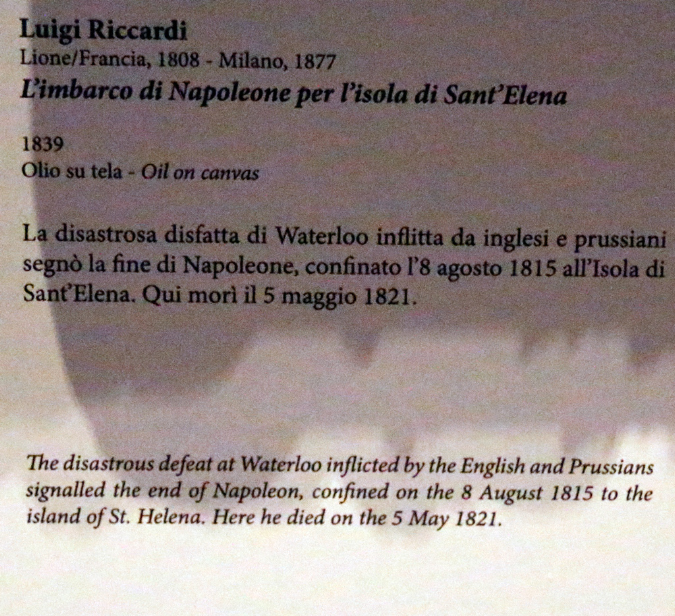 Luigi Riccardi
Lione/Francia, 1808 - Milano, 1877
L'imbarco di Napoleone per l'isola di Sant'Elena
1839
Olio su tela - Oil on canvas
La disastrosa disfatta di Waterloo inflitta da inglesi e prussiani
segnò la fine di Napoleone, confinato l'8 agosto 1815 all'Isola di
Sant'Elena. Qui morì il 5 maggio 1821.
The disastrous defeat at Waterloo inflicted by the English and Prussians
signalled the end of Napoleon, confined on the 8 August 1815 to the
island of St. Helena. Here he died on the 5 May 1821.